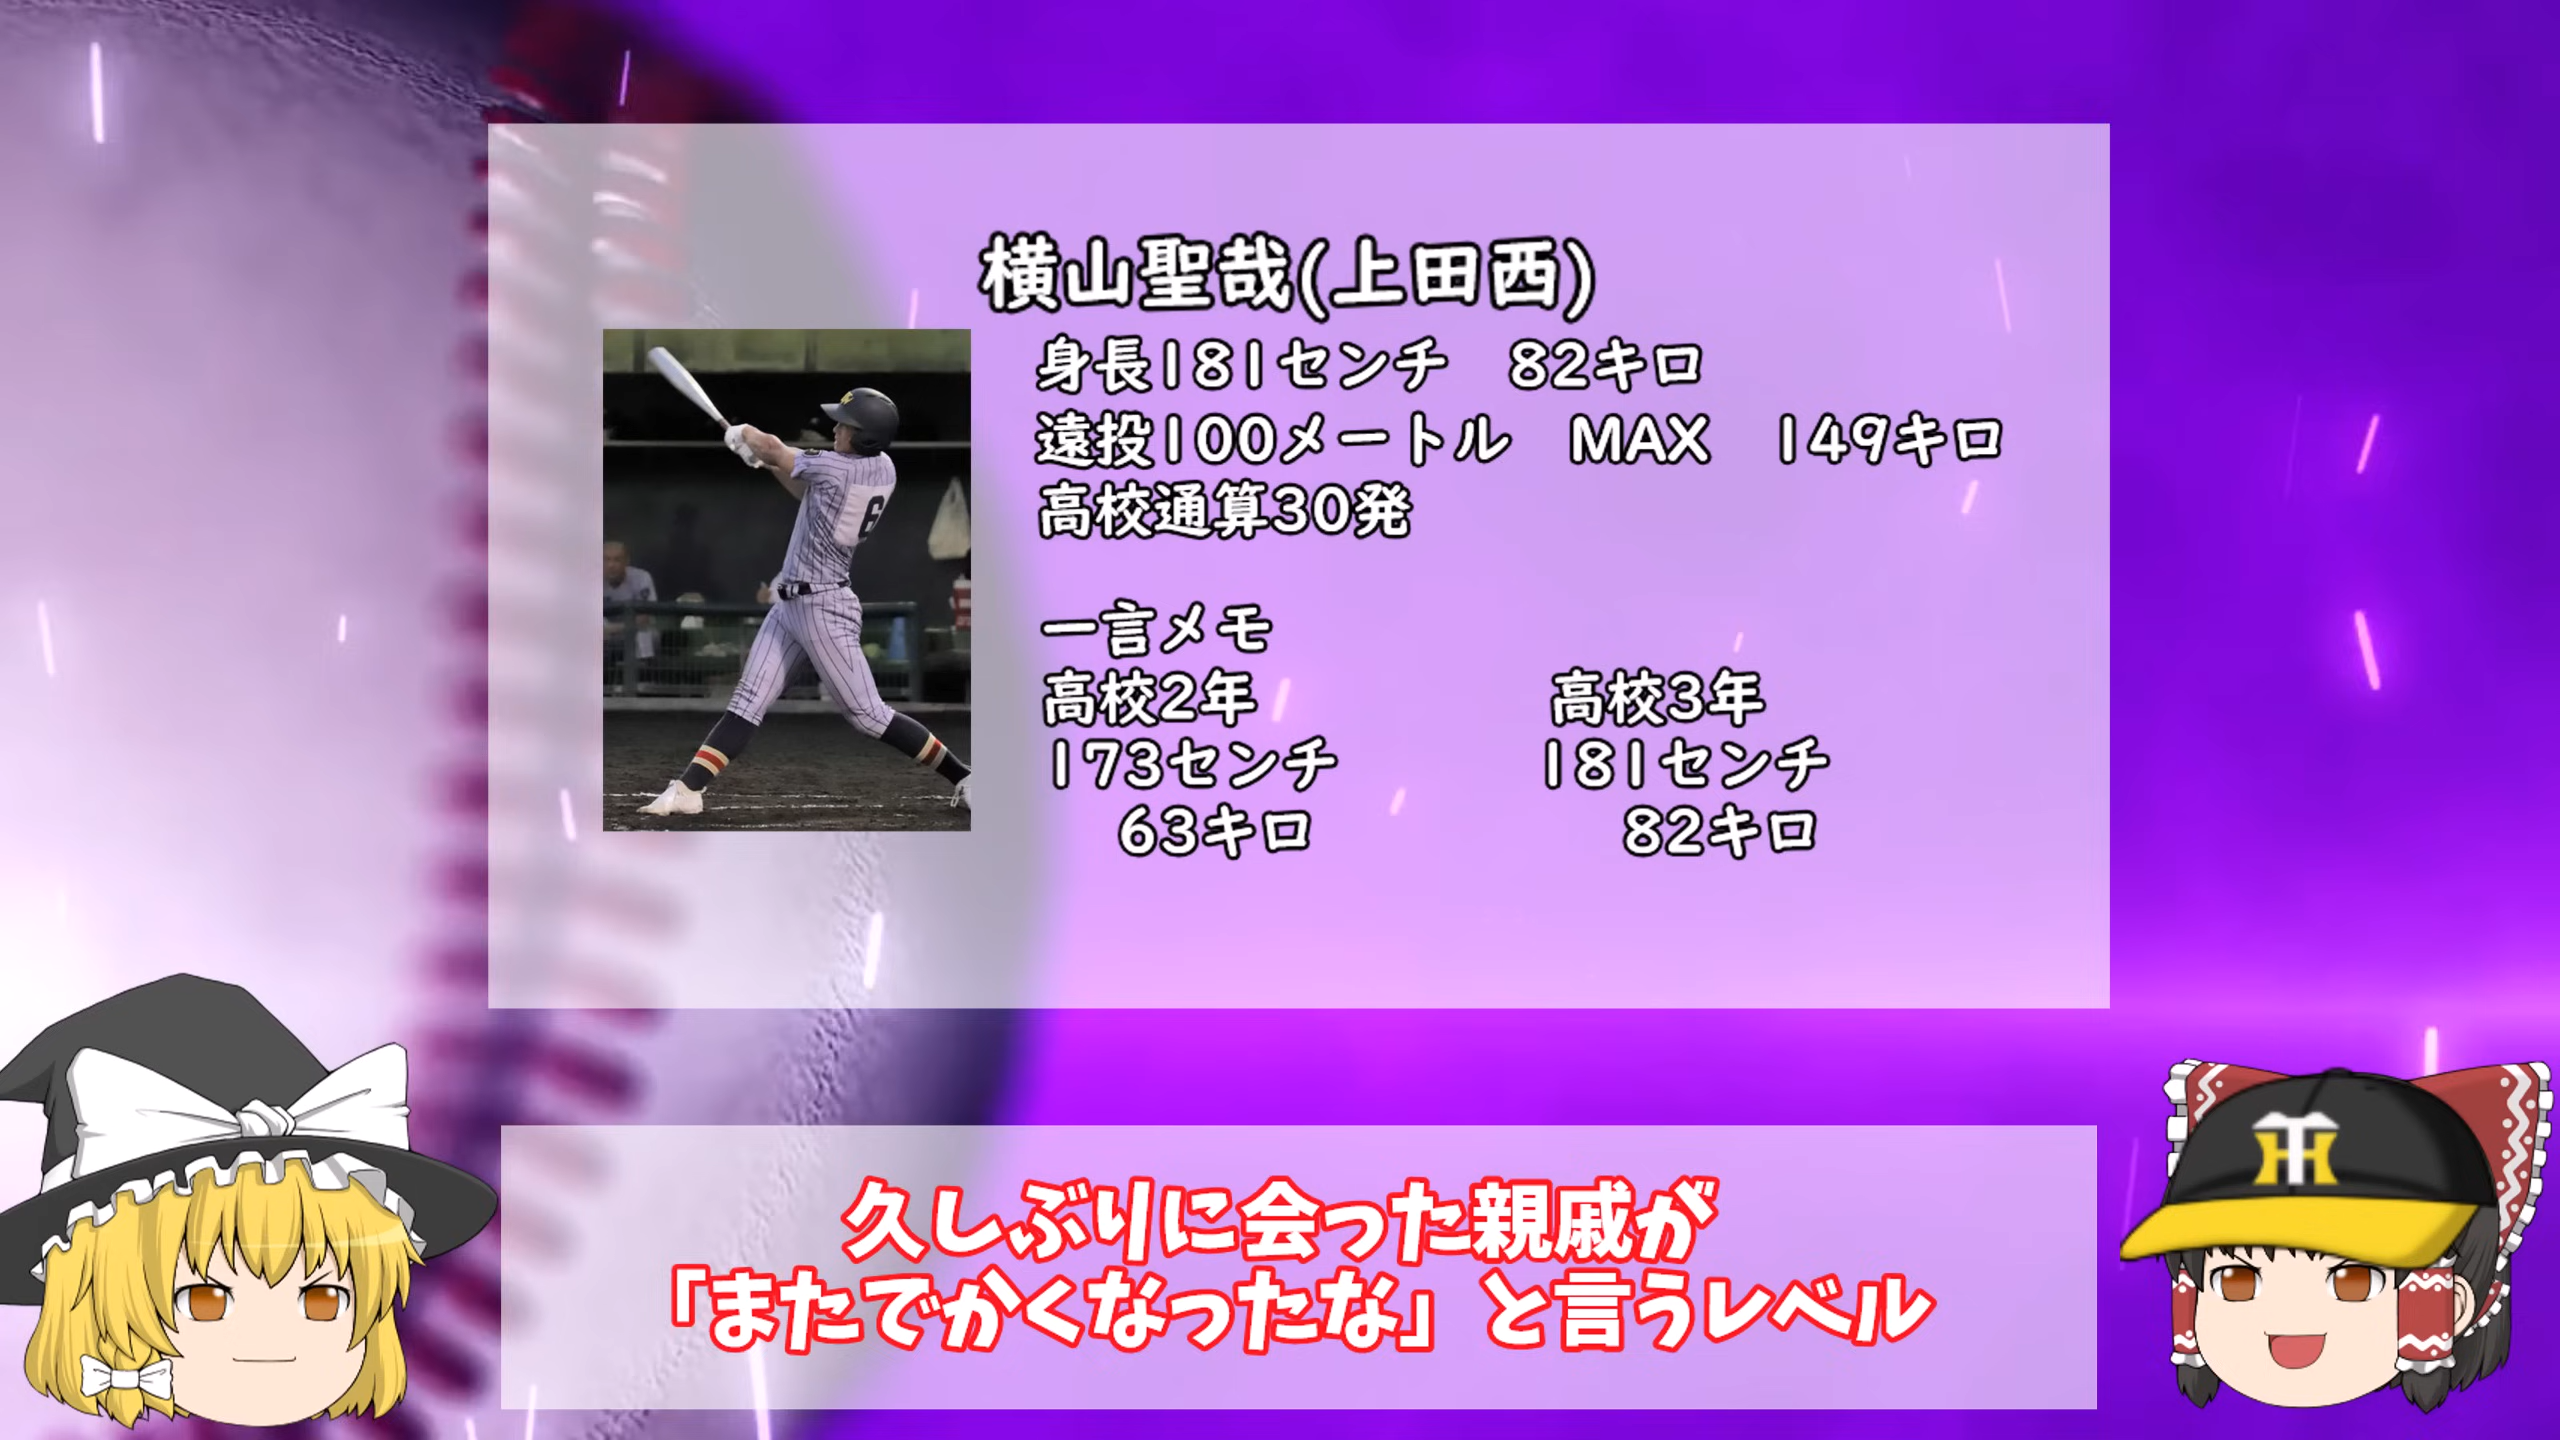 横山聖哉(上田西)
身長181センチ　82キロ
遠投100メートル　MAX　149キロ
高校通算30発
6
一言メモ
高校2年　高校3年
173センチ　181センチ
63キロ　82キロ
久しぶりに会った親戚が
「またでかくなったな」と言うレベル